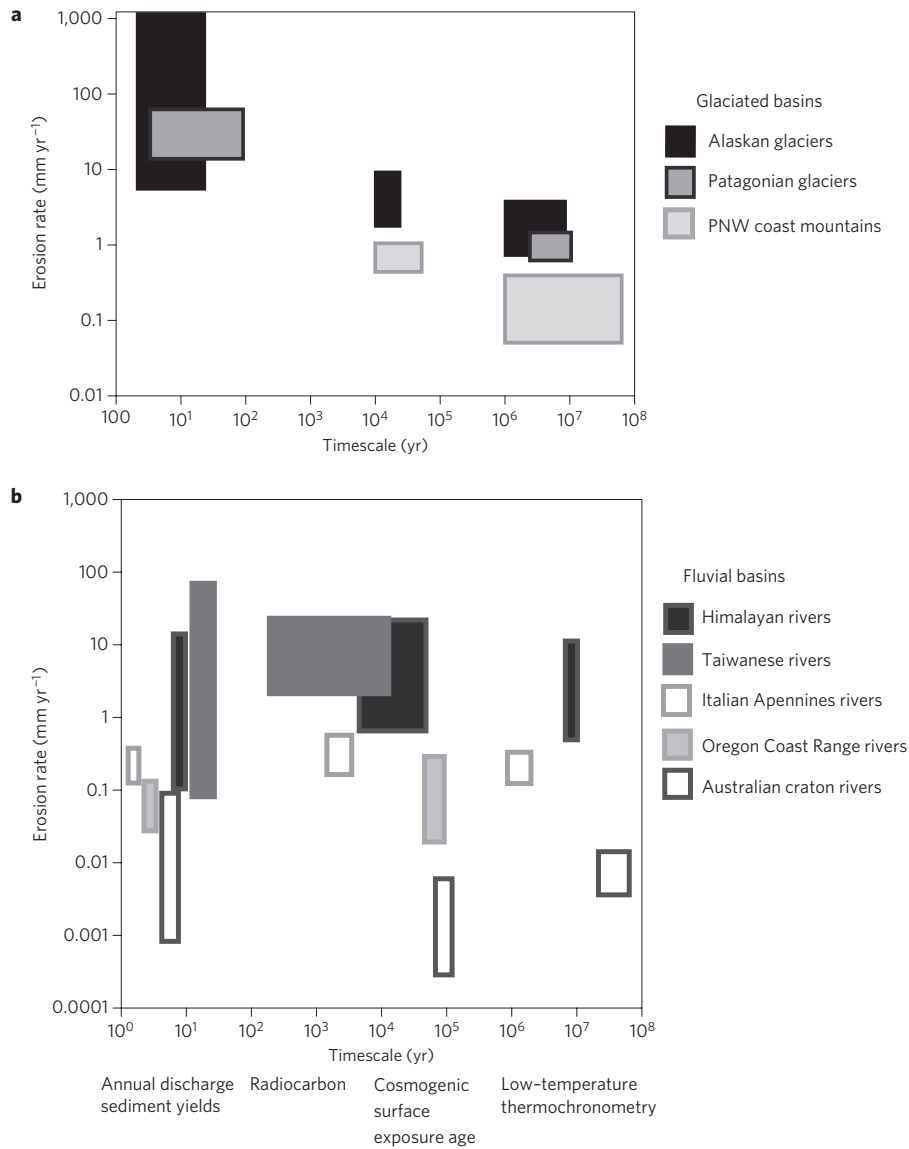 a
1,000
100
10
1
0.1
0.01
Erosion rate (mm yr⁻¹)
100
10¹
10²
10³
10⁴
10⁵
10⁶
10⁷
10⁸
Timescale (yr)
Glaciated basins
Alaskan glaciers
Patagonian glaciers
PNW coast mountains
b
1,000
100
10
1
0.1
0.01
0.001
0.0001
Erosion rate (mm yr⁻¹)
10⁰
10¹
10²
10³
10⁴
10⁵
10⁶
10⁷
10⁸
Timescale (yr)
Annual discharge
sediment yields
Radiocarbon
Cosmogenic
surface
exposure age
Low-temperature
thermochronometry
Fluvial basins
Himalayan rivers
Taiwanese rivers
Italian Apennines rivers
Oregon Coast Range rivers
Australian craton rivers